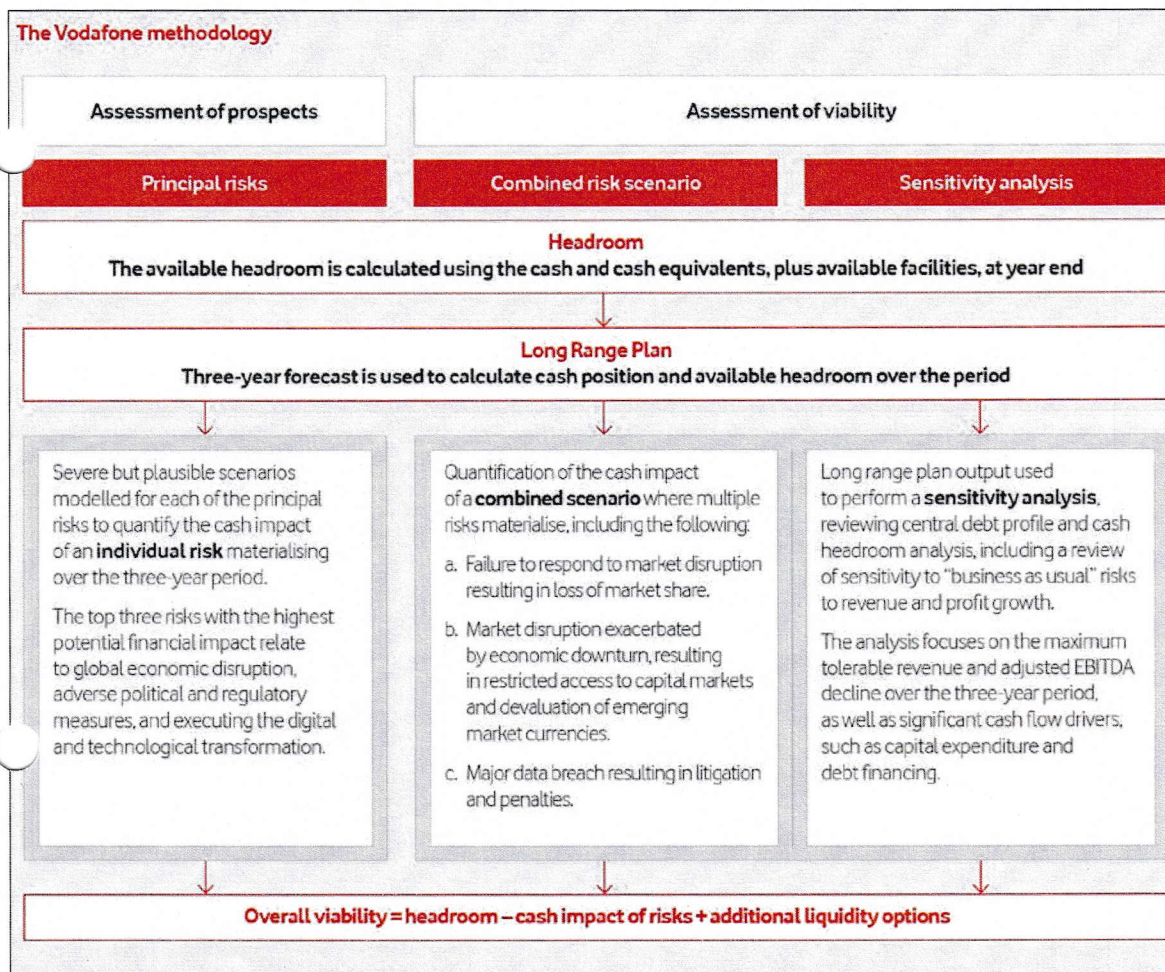 The Vodafone methodology
Assessment of prospects
Assessment of viability
Principal risks
Combined risk scenario
Sensitivity analysis
Headroom
The available headroom is calculated using the cash and cash equivalents, plus available facilities, at year end
Long Range Plan
Three-year forecast is used to calculate cash position and available headroom over the period
Severe but plausible scenarios
modelled for each of the principal
risks to quantify the cash impact
of an individual risk materialising
over the three-year period.
The top three risks with the highest
potential financial impact relate
to global economic disruption,
adverse political and regulatory
measures, and executing the digital
and technological transformation.
Quantification of the cash impact
of a combined scenario where multiple
risks materialise, including the following:
a. Failure to respond to market disruption
resulting in loss of market share.
b. Market disruption exacerbated
by economic downturn, resulting
in restricted access to capital markets
and devaluation of emerging
market currencies.
c. Major data breach resulting in litigation
and penalties.
Long range plan output used
to perform a sensitivity analysis,
reviewing central debt profile and cash
headroom analysis, including a review
of sensitivity to "business as usual" risks
to revenue and profit growth.
The analysis focuses on the maximum
tolerable revenue and adjusted EBITDA
decline over the three-year period,
as well as significant cash flow drivers,
such as capital expenditure and
debt financing.
Overall viability = headroom – cash impact of risks + additional liquidity options